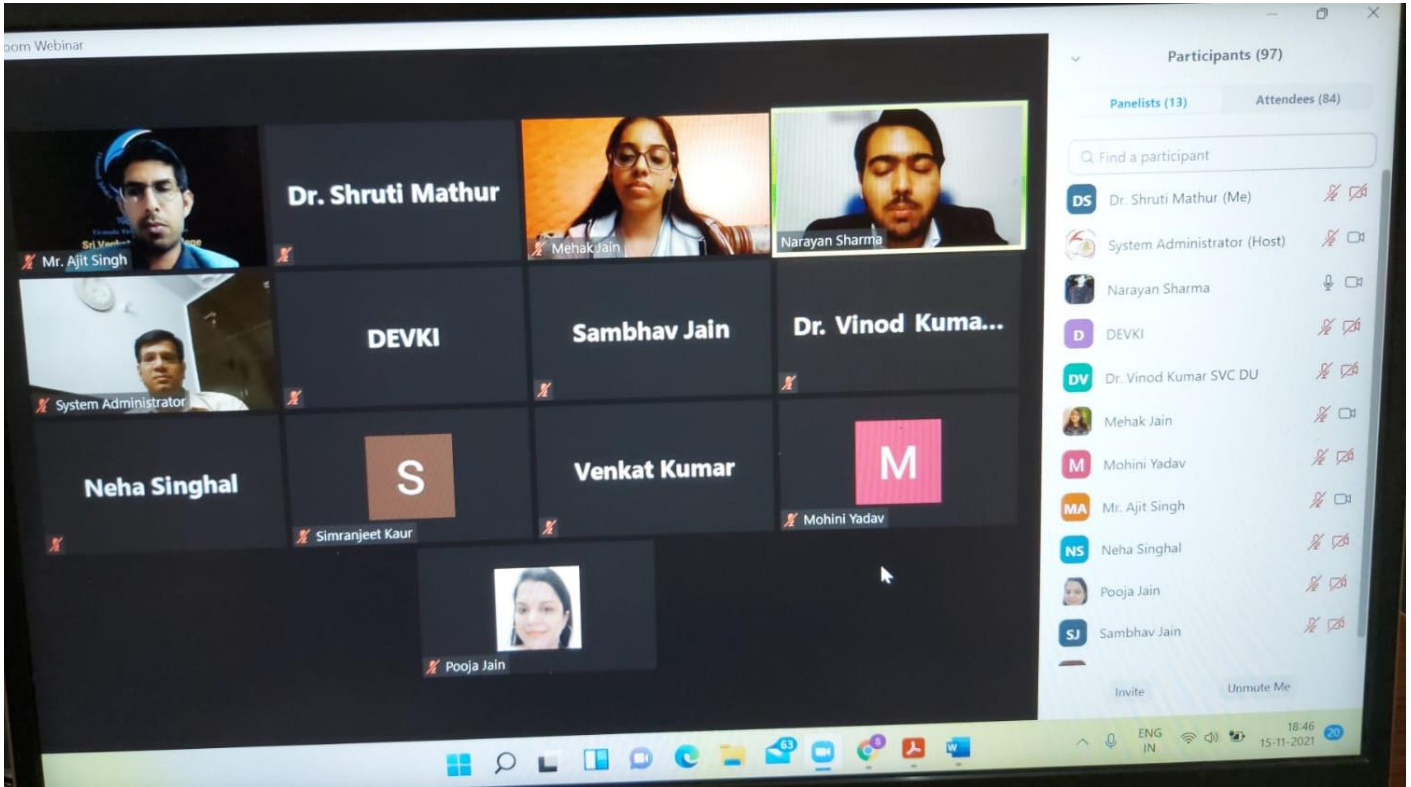 oom Webinar
Participants (97)
Panelists (13)
Attendees (84)
Find a participant
Dr. Shruti Mathur
Mr. Ajit Singh
Mehak Jain
Narayan Sharma
System Administrator
DEVKI
Sambhav Jain
Dr. Vinod Kuma...
Neha Singhal
S
Simranjeet Kaur
Venkat Kumar
M
Mohini Yadav
Pooja Jain
DS Dr. Shruti Mathur (Me)
System Administrator (Host)
Narayan Sharma
D DEVKI
DV Dr. Vinod Kumar SVC DU
Mehak Jain
M Mohini Yadav
MA Mr. Ajit Singh
NS Neha Singhal
Pooja Jain
SJ Sambhav Jain
Invite
Unmute Me
63
S
W
ENG
IN
18:46
15-11-2021
20